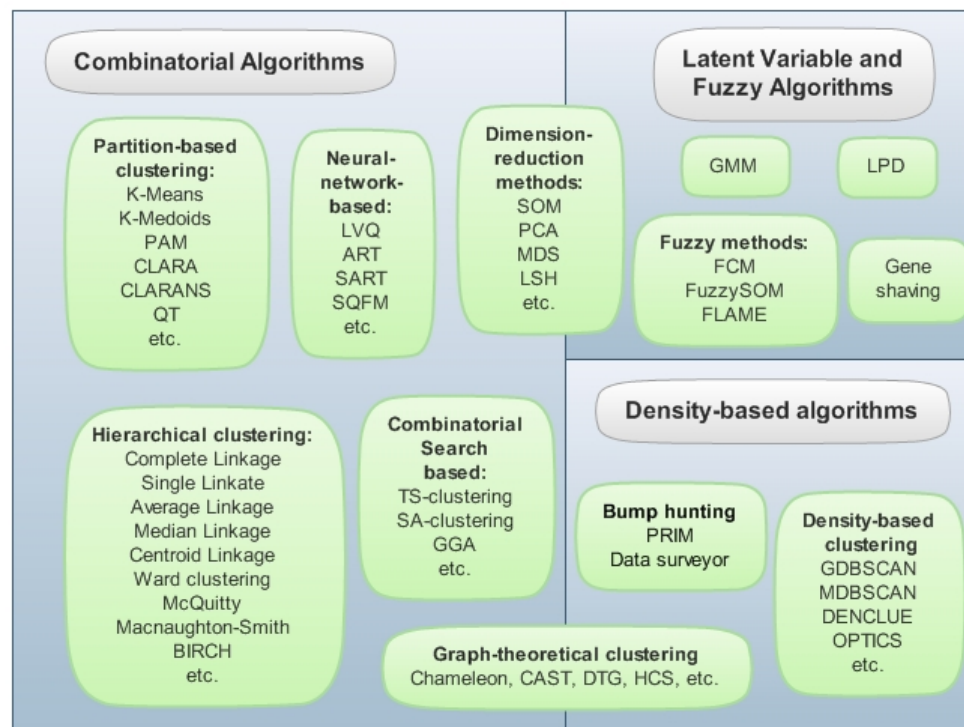 Combinatorial Algorithms
Partition-based
clustering:
K-Means
K-Medoids
PAM
CLARA
CLARANS
QT
etc.
Neural-
network-
based:
LVQ
ART
SART
SQFM
etc.
Dimension-
reduction
methods:
SOM
PCA
MDS
LSH
etc.
Hierarchical clustering:
Complete Linkage
Single Linkate
Average Linkage
Median Linkage
Centroid Linkage
Ward clustering
McQuitty
Macnaughton-Smith
BIRCH
etc.
Combinatorial
Search
based:
TS-clustering
SA-clustering
GGA
etc.
Graph-theoretical clustering
Chameleon, CAST, DTG, HCS, etc.
Latent Variable and
Fuzzy Algorithms
GMM
LPD
Fuzzy methods:
FCM
FuzzySOM
FLAME
Gene
shaving
Density-based algorithms
Bump hunting
PRIM
Data surveyor
Density-based
clustering
GDBSCAN
MDBSCAN
DENCLUE
OPTICS
etc.